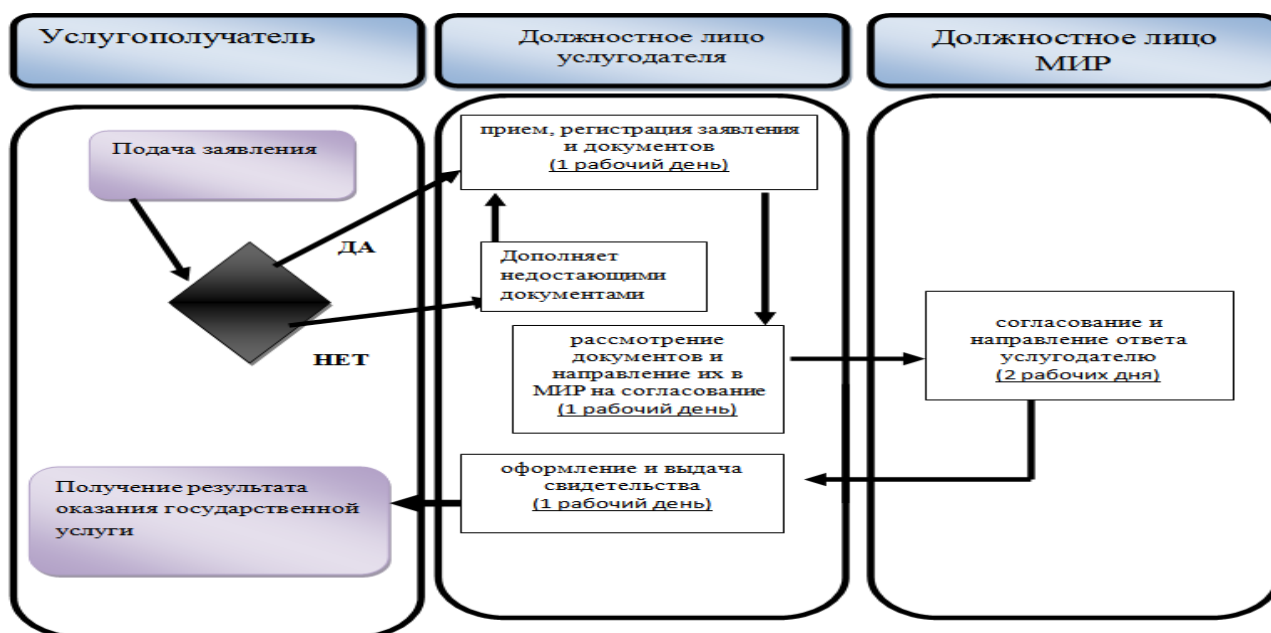 Услугополучатель
Должностное лицо
услугодателя
Должностное лицо
МИР
Подача заявления
ДА
НЕТ
Получение результата
оказания государственной
услуги
прием, регистрация заявления
и документов
(1 рабочий день)
Дополняет
недостающими
документами
рассмотрение
документов и
направление их в
МИР на согласование
(1 рабочий день)
оформление и выдача
свидетельства
(1 рабочий день)
согласование и
направление ответа
услугодателю
(2 рабочих дня)